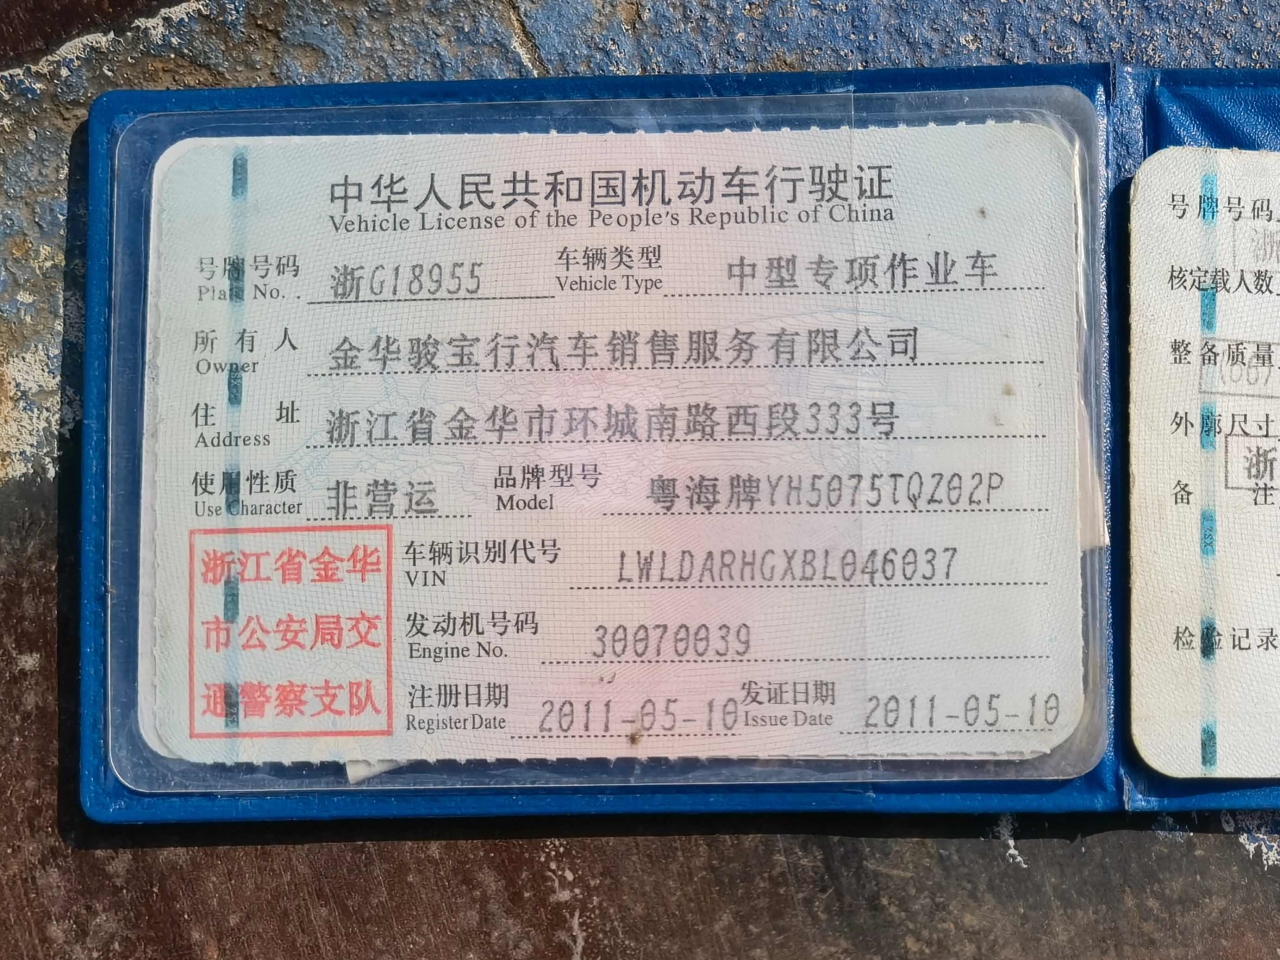 中华人民共和国机动车行驶证
Vehicle License of the People's Republic of China
号牌号码 浙G18955 车辆类型 中型专项作业车
Plate No. Vehicle Type
所有人 金华骏宝行汽车销售服务有限公司
Owner
住址 浙江省金华市环城南路西段333号
Address
使用性质 非营运 品牌型号 粤海牌YH5075TQZ02P
Use Character Model
浙江省金华
市公安局交
通警察支队
车辆识别代号 LWLDARHGXBL046037
VIN
发动机号码 30070039
Engine No.
注册日期 2011-05-10 发证日期 2011-05-10
Register Date Issue Date
号牌号码
浙
核定载人数
整备质量
外廓尺寸
浙
备注
检验记录